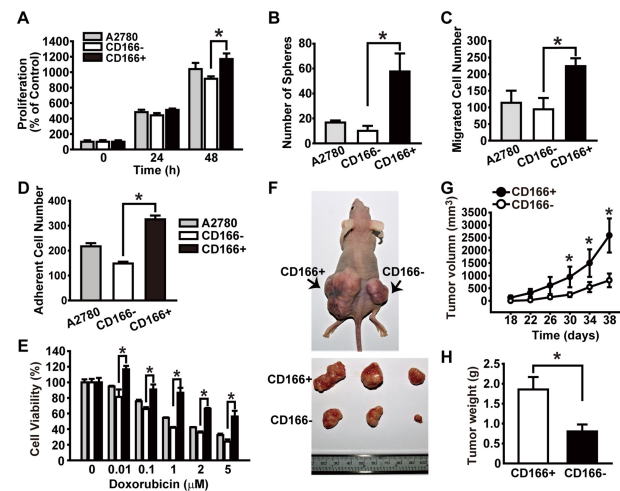 A
A2780
CD166-
CD166+
*
Proliferation
(% of Control)
1400
1200
1000
800
600
400
200
0
0 24 48
Time (h)
B
*
Number of Spheres
80
60
40
20
0
A2780 CD166- CD166+
C
*
Migrated Cell Number
300
250
200
150
100
50
0
A2780 CD166- CD166+
D
*
Adherent Cell Number
400
300
200
100
0
A2780 CD166- CD166+
A2780
CD166-
CD166+
E
* * * * *
Cell Viability (%)
140
120
100
80
60
40
20
0
0 0.01 0.1 1 2 5
Doxorubicin (μM)
F
CD166+ CD166-
CD166+
CD166-
G
CD166+
CD166-
* * *
Tumor volumn (mm³)
3500
3000
2500
2000
1500
1000
500
0
18 22 26 30 34 38
Time (days)
H
*
Tumor weight (g)
2.5
2.0
1.5
1.0
0.5
0
CD166+ CD166-